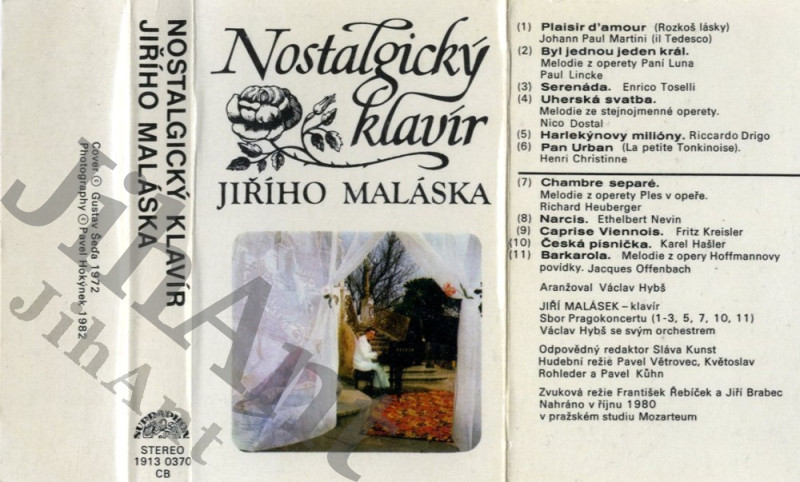 Cover © Gustav Šeda 1972
Photography © Pavel Hokýnek 1982
NOSTALGICKÝ KLAVÍR
JIŘÍHO MALÁSKA
SUPRAPHON
STEREO
1913 0370
CB
Nostalgický
klavír
JIŘÍHO MALÁSKA
(1) Plaisir d'amour (Rozkoš lásky)
Johann Paul Martini (il Tedesco)
(2) Byl jednou jeden král.
Melodie z operety Paní Luna
Paul Lincke
(3) Serenáda. Enrico Toselli
(4) Uherská svatba.
Melodie ze stejnojmenné operety.
Nico Dostal
(5) Harlekýnovy milióny. Riccardo Drigo
(6) Pan Urban (La petite Tonkinoise).
Henri Christinne
(7) Chambre separé.
Melodie z operety Ples v opeře.
Richard Heuberger
(8) Narcis. Ethelbert Nevin
(9) Caprise Viennois. Fritz Kreisler
(10) Česká písnička. Karel Hašler
(11) Barkarola. Melodie z opery Hoffmannovy
povídky. Jacques Offenbach
Aranžoval Václav Hybš
JIŘÍ MALÁSEK – klavír
Sbor Pragokoncertu (1-3, 5, 7, 10, 11)
Václav Hybš se svým orchestrem
Odpovědný redaktor Sláva Kunst
Hudební režie Pavel Větrovec, Květoslav
Rohleder a Pavel Kůhn
Zvuková režie František Řebíček a Jiří Brabec
Nahráno v říjnu 1980
v pražském studiu Mozarteum
JihAnt
JihArt